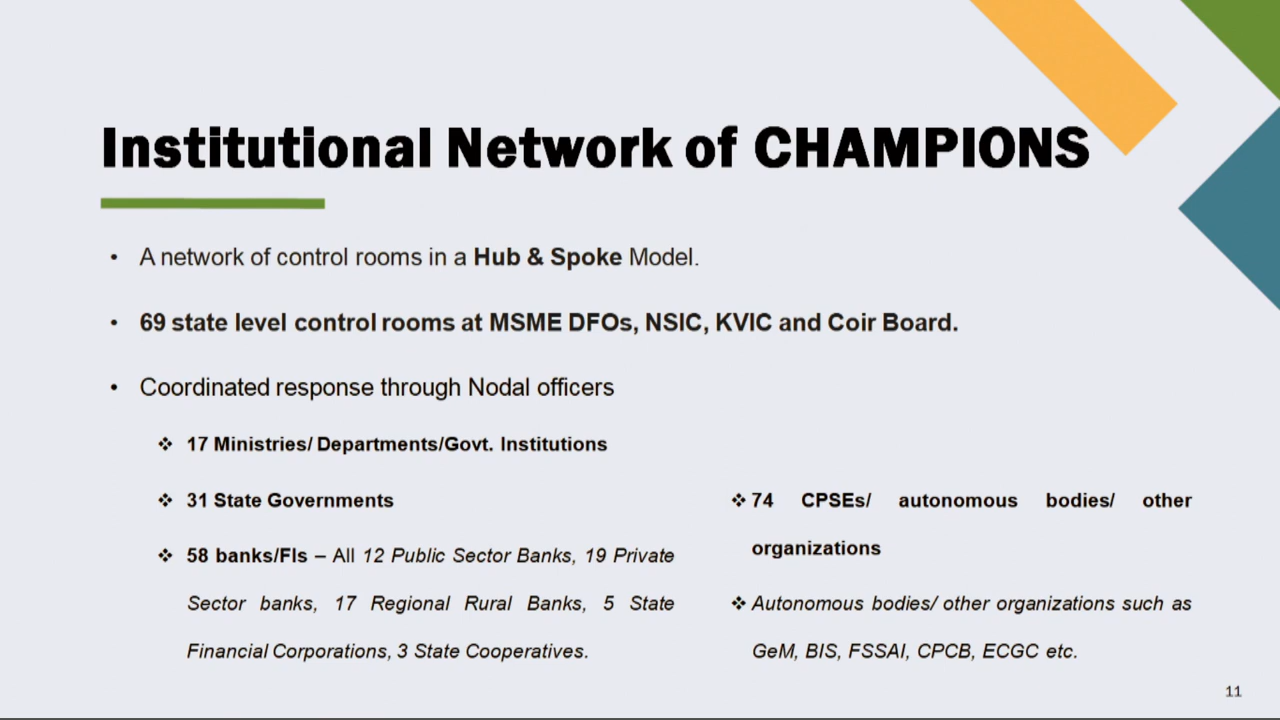 Institutional Network of CHAMPIONS
• A network of control rooms in a Hub & Spoke Model.
• 69 state level control rooms at MSME DFOs, NSIC, KVIC and Coir Board.
• Coordinated response through Nodal officers
❖ 17 Ministries/ Departments/Govt. Institutions
❖ 31 State Governments
❖ 58 banks/FIs – All 12 Public Sector Banks, 19 Private
Sector banks, 17 Regional Rural Banks, 5 State
Financial Corporations, 3 State Cooperatives.
❖ 74 CPSEs/ autonomous bodies/ other
organizations
❖ Autonomous bodies/ other organizations such as
GeM, BIS, FSSAI, CPCB, ECGC etc.
11